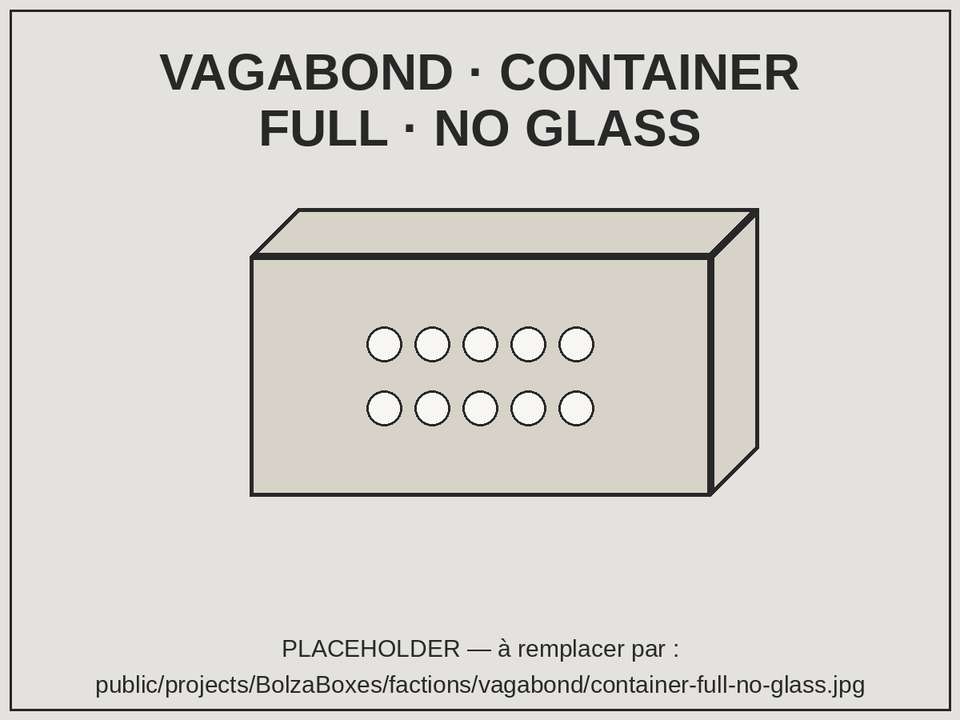 VAGABOND · CONTAINER
FULL · NO GLASS
PLACEHOLDER — à remplacer par :
public/projects/BolzaBoxes/factions/vagabond/container-full-no-glass.jpg